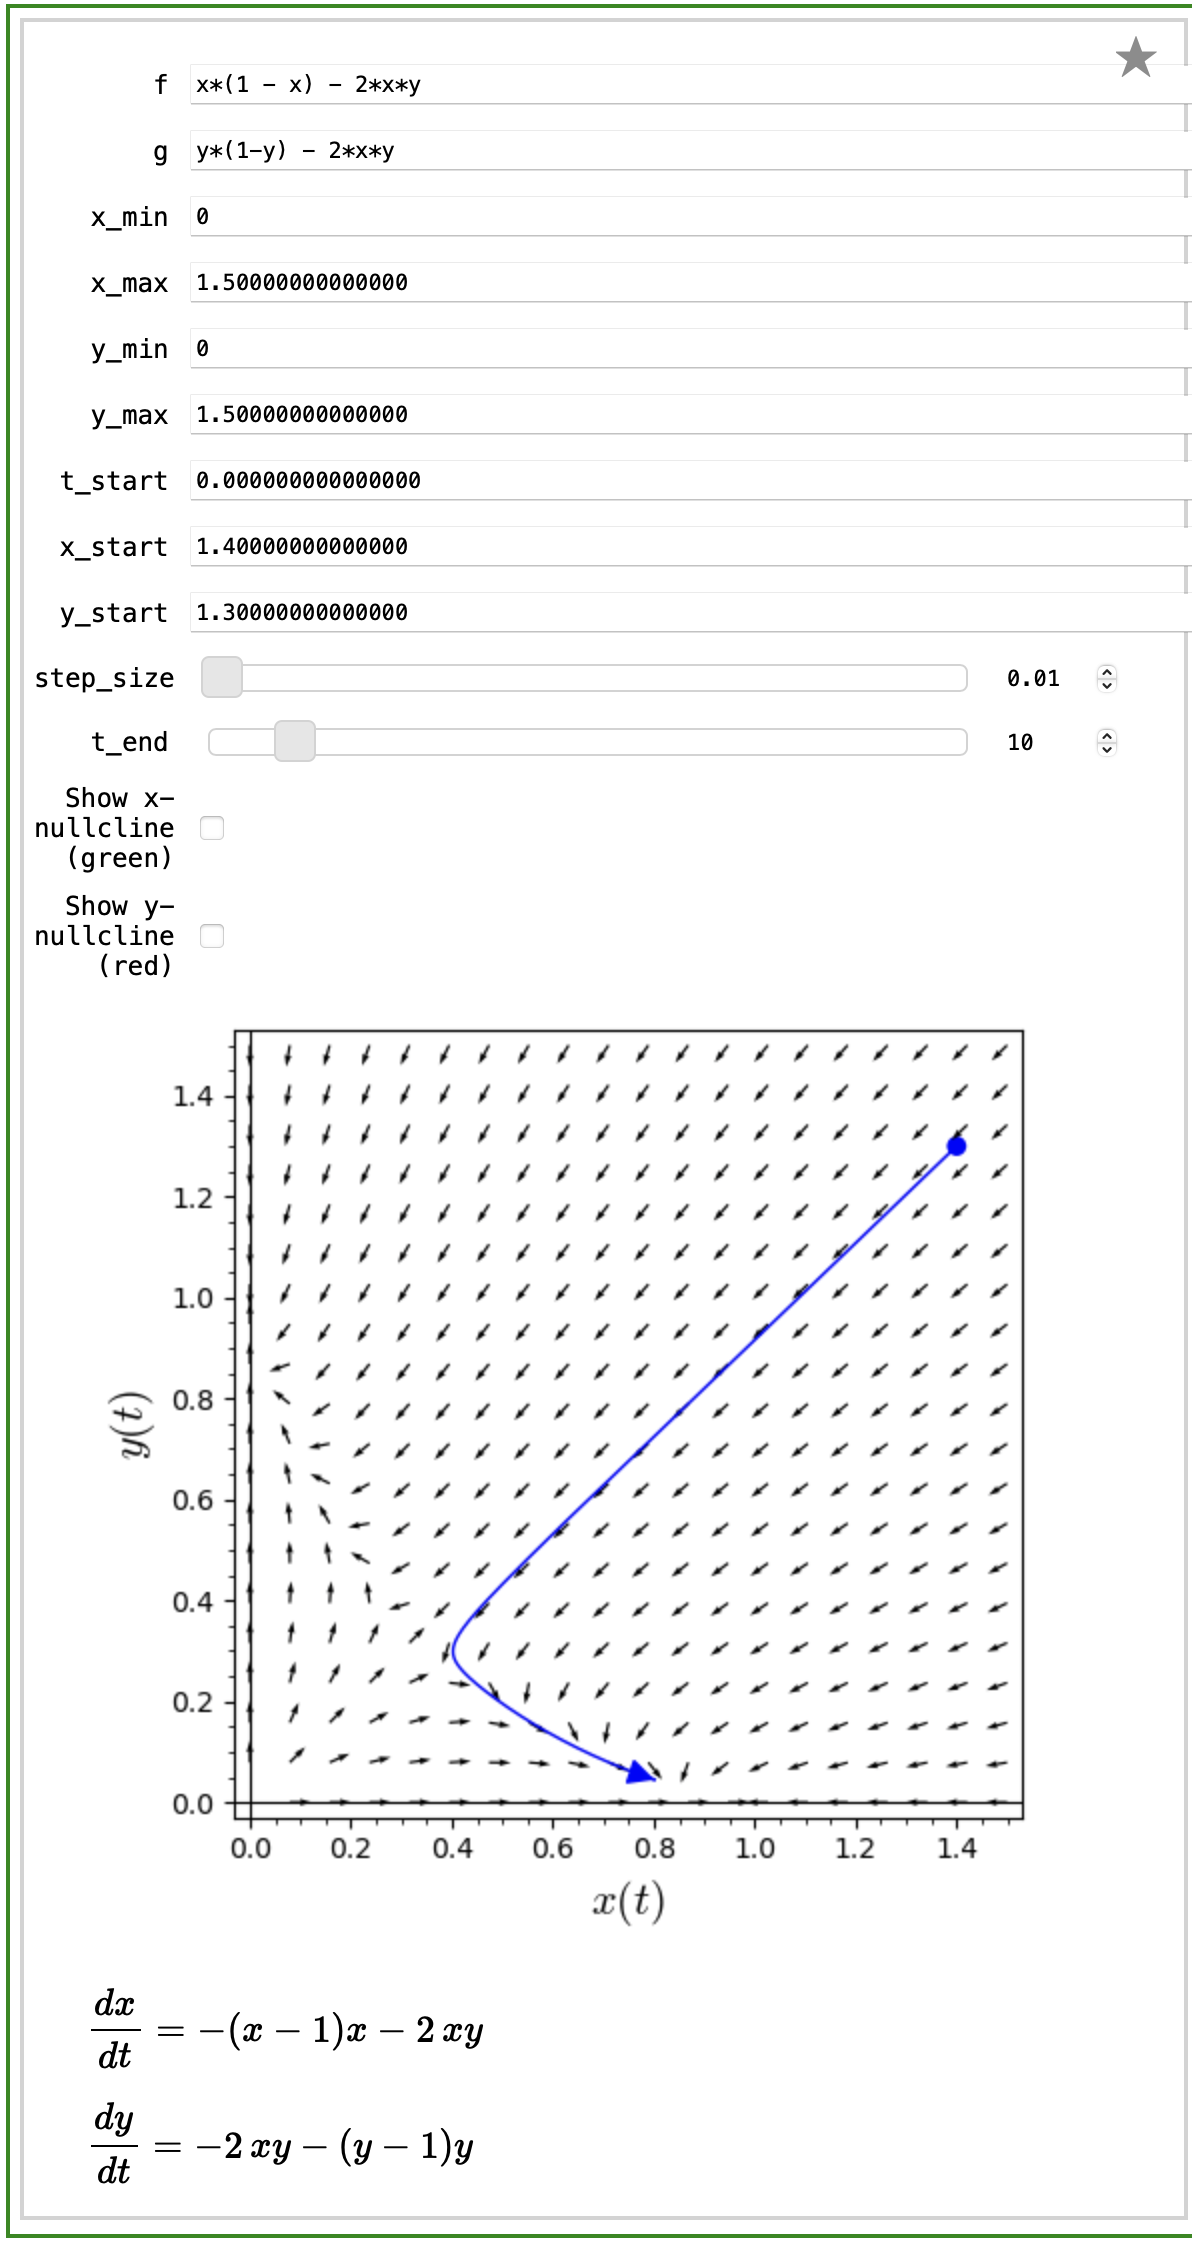 f x*(1 - x) - 2*x*y
g y*(1-y) - 2*x*y
x_min 0
x_max 1.50000000000000
y_min 0
y_max 1.50000000000000
t_start 0.000000000000000
x_start 1.40000000000000
y_start 1.30000000000000
step_size 0.01
t_end 10
Show x-
nullcline
(green)
Show y-
nullcline
(red)
1.4
1.2
1.0
0.8
y(t)
0.6
0.4
0.2
0.0
0.0 0.2 0.4 0.6 0.8 1.0 1.2 1.4
x(t)
dx/dt = -(x - 1)x - 2 xy
dy/dt = -2 xy - (y - 1)y